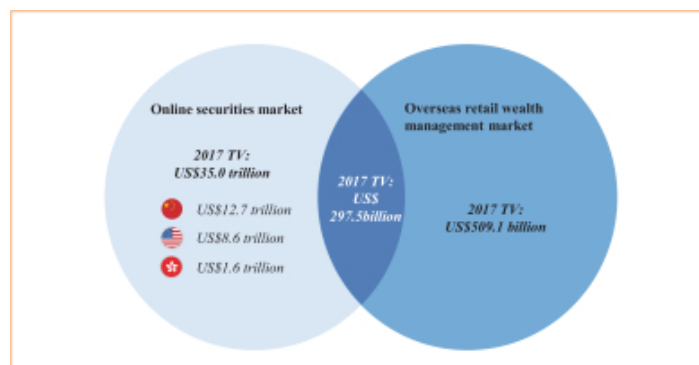 Online securities market
2017 TV:
US$35.0 trillion
US$12.7 trillion
US$8.6 trillion
US$1.6 trillion
2017 TV:
US$
297.5billion
Overseas retail wealth
management market
2017 TV:
US$509.1 billion